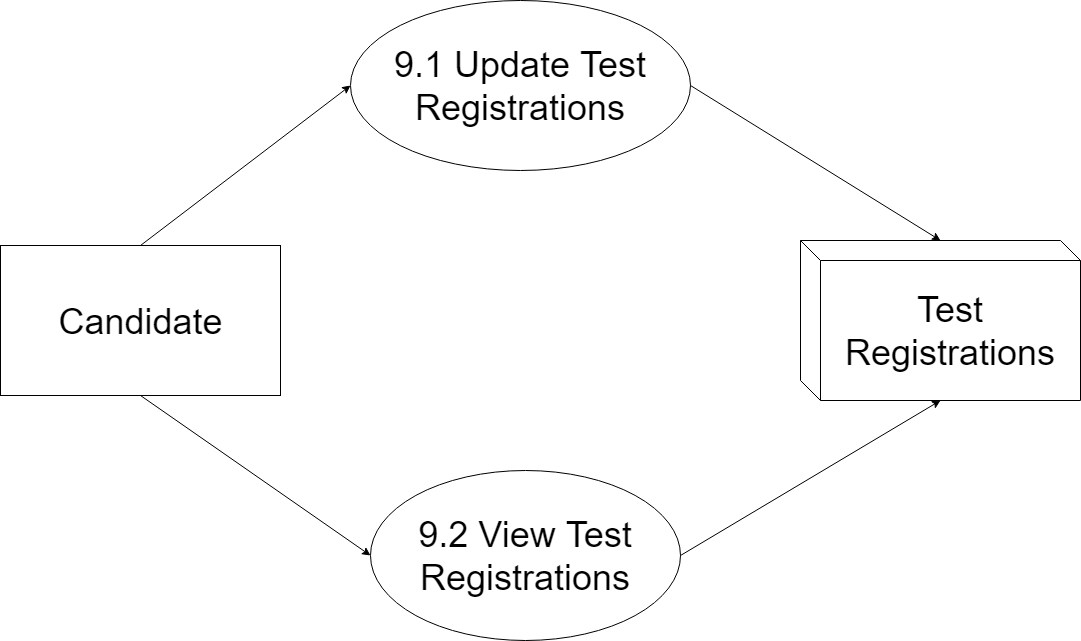 9.1 Update Test
Registrations
Candidate
Test
Registrations
9.2 View Test
Registrations